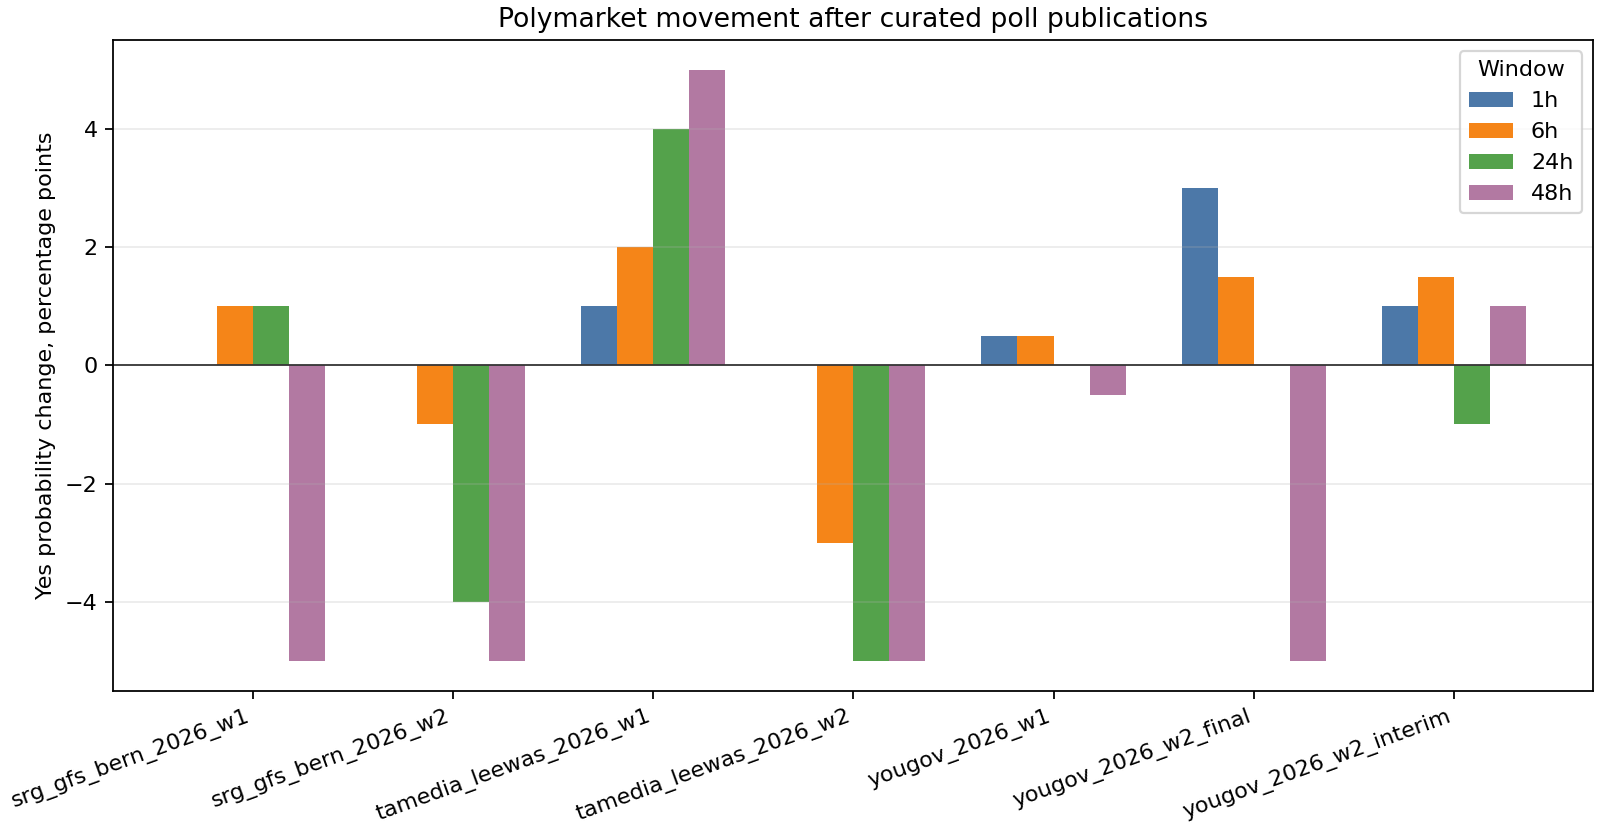 Polymarket movement after curated poll publications
Yes probability change, percentage points
4
2
0
−2
−4
Window
1h
6h
24h
48h
srg_gfs_bern_2026_w1
srg_gfs_bern_2026_w2
tamedia_leewas_2026_w1
tamedia_leewas_2026_w2
yougov_2026_w1
yougov_2026_w2_final
yougov_2026_w2_interim